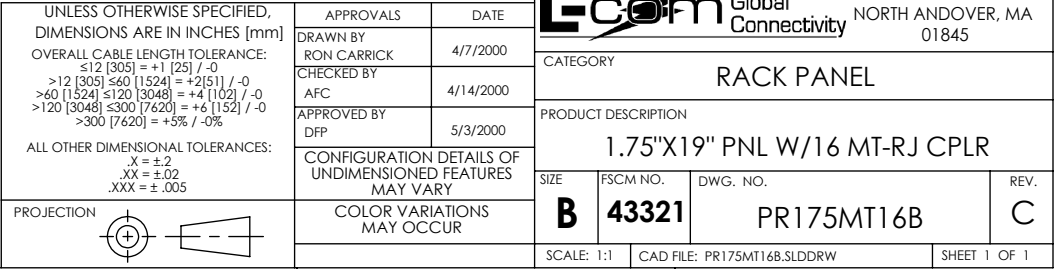 UNLESS OTHERWISE SPECIFIED,
DIMENSIONS ARE IN INCHES [mm]
OVERALL CABLE LENGTH TOLERANCE:
≤12 [305] = +1 [25] / -0
>12 [305] ≤60 [1524] = +2[51] / -0
>60 [1524] ≤120 [3048] = +4 [102] / -0
>120 [3048] ≤300 [7620] = +6 [152] / -0
>300 [7620] = +5% / -0%
ALL OTHER DIMENSIONAL TOLERANCES:
.X = ±.2
.XX = ±.02
.XXX = ± .005
PROJECTION
APPROVALS DATE
DRAWN BY
RON CARRICK 4/7/2000
CHECKED BY
AFC 4/14/2000
APPROVED BY
DFP 5/3/2000
CONFIGURATION DETAILS OF
UNDIMENSIONED FEATURES
MAY VARY
COLOR VARIATIONS
MAY OCCUR
L-com Global
Connectivity
NORTH ANDOVER, MA
01845
CATEGORY
RACK PANEL
PRODUCT DESCRIPTION
1.75"X19" PNL W/16 MT-RJ CPLR
SIZE FSCM NO. DWG. NO. REV.
B 43321 PR175MT16B C
SCALE: 1:1 CAD FILE: PR175MT16B.SLDDRW SHEET 1 OF 1